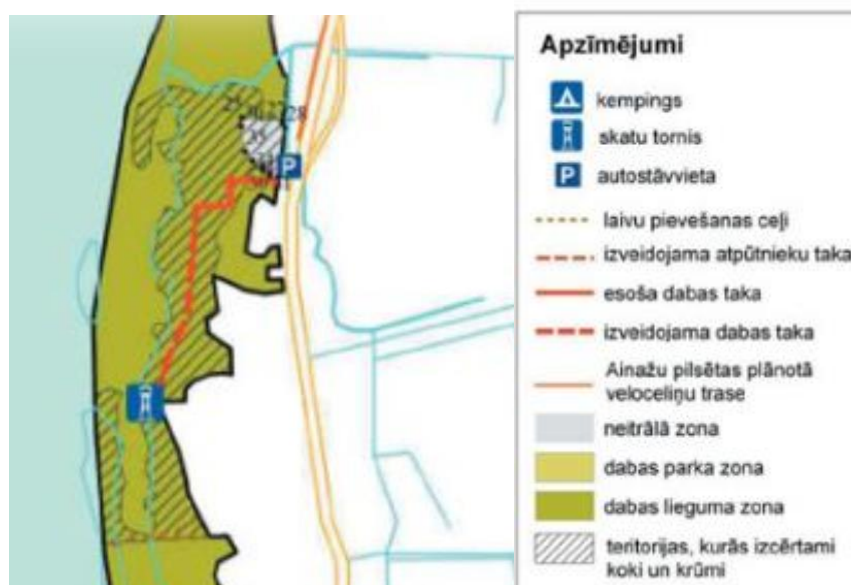 28
P
Apzīmējumi
kempings
skatu tornis
P autostāvvieta
laivu pievešanas ceļi
izveidojama atpūtnieku taka
esoša dabas taka
izveidojama dabas taka
Ainažu pilsētas plānotā
veloceliņu trase
neitrālā zona
dabas parka zona
dabas lieguma zona
teritorijas, kurās izcērtami
koki un krūmi